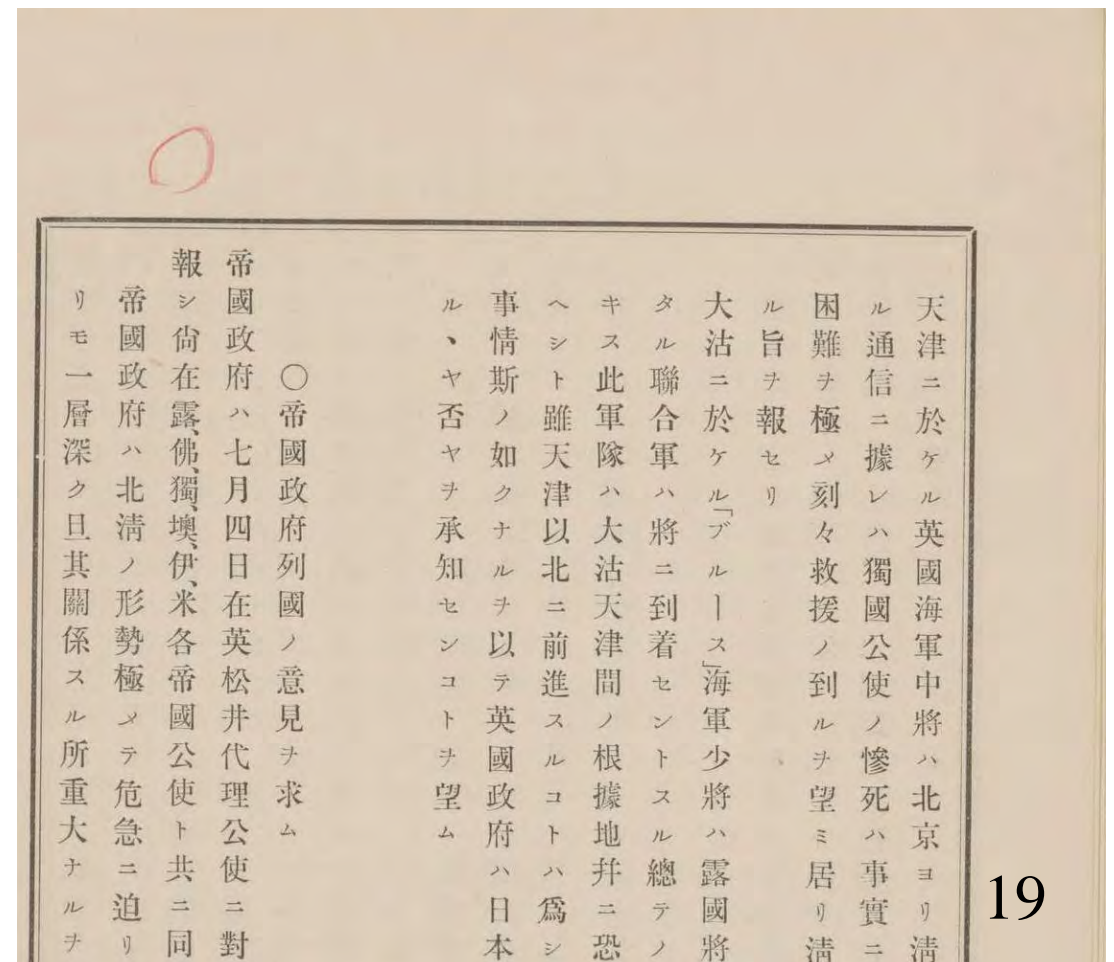 天津ニ於ケル英國海軍中將ハ北京ヨリ淸
ル通信ニ據レハ獨國公使ノ慘死ハ事實ニ
困難ヲ極メ刻々救援ノ到ルヲ望ミ居リ淸
ル旨ヲ報セリ
大沽ニ於ケル「ブルース」海軍少將ハ露國將
タル聯合軍ハ將ニ到着セントスル總テノ
キス此軍隊ハ大沽天津間ノ根據地幷ニ恐
ヘシト雖天津以北ニ前進スルコトハ爲シ
事情斯ノ如クナルヲ以テ英國政府ハ日本
ル、ヤ否ヤヲ承知センコトヲ望ム
〇帝國政府列國ノ意見ヲ求ム
帝國政府ハ七月四日在英松井代理公使ニ對
報シ尙在露、佛、獨、墺、伊、米各帝國公使ト共ニ同
帝國政府ハ北淸ノ形勢極メテ危急ニ迫リ
リモ一層深ク且其關係スル所重大ナルヲ
19